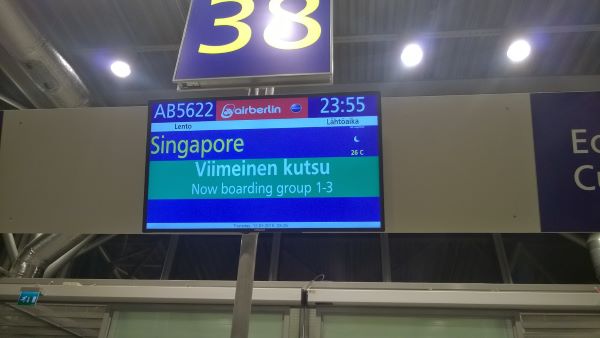 38
AB5622 airberlin 23:55
Lento Lähtöaika
Singapore
26 C
Viimeinen kutsu
Now boarding group 1-3